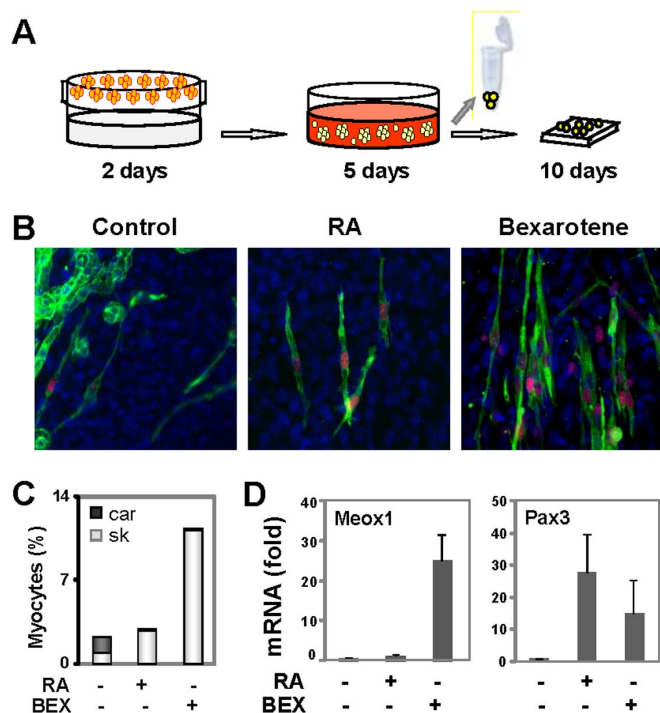 A
2 days 5 days 10 days
B
Control RA Bexarotene
C
14
7
0
Myocytes (%)
car
sk
RA - + -
BEX - - +
D
mRNA (fold)
40
30
20
10
0
Meox1
50
40
30
20
10
0
Pax3
RA - + - - + -
BEX - - + - - +